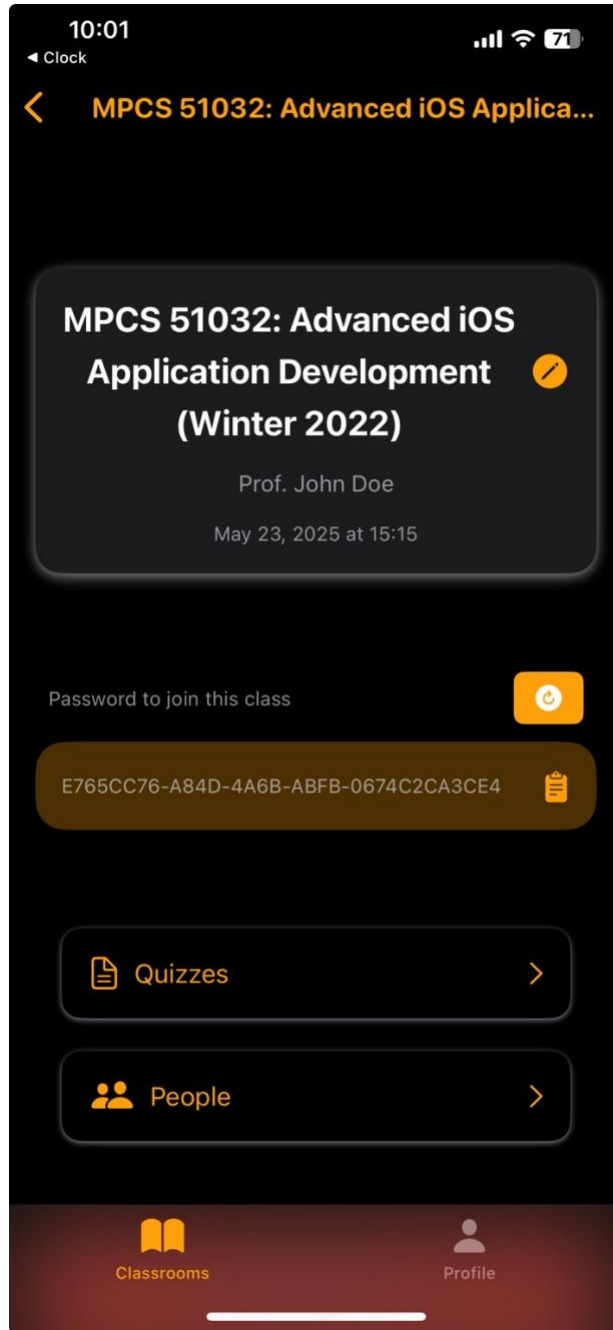 10:01
71
◀ Clock
MPCS 51032: Advanced iOS Applica...
MPCS 51032: Advanced iOS
Application Development
(Winter 2022)
Prof. John Doe
May 23, 2025 at 15:15
Password to join this class
E765CC76-A84D-4A6B-ABFB-0674C2CA3CE4
Quizzes
People
Classrooms
Profile